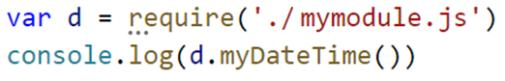 var d = require('./mymodule.js')
console.log(d.myDateTime())